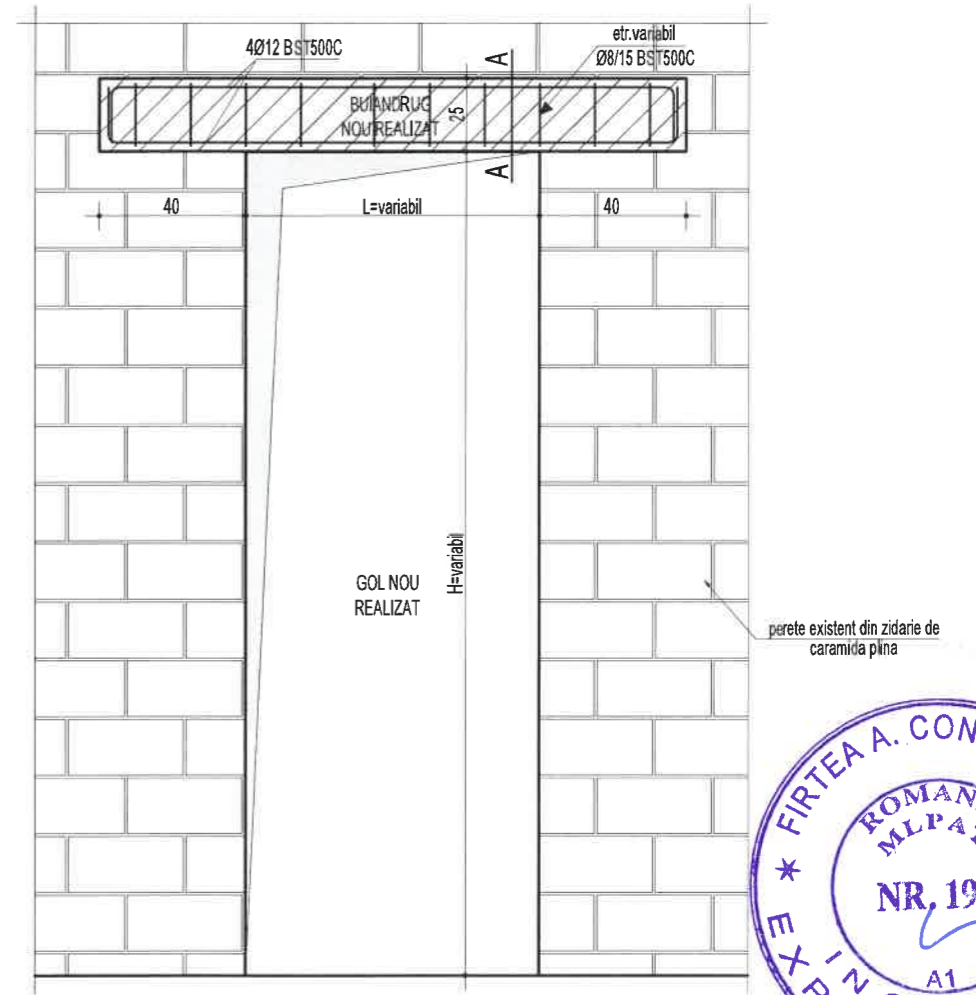 4Ø12 BST500C
etr.variabil
Ø8/15 BST500C
A
BUIANDRUG
NOU REALIZAT
25
A
40
L=variabil
40
H=variabil
GOL NOU
REALIZAT
perete existent din zidarie de
caramida plina
FIRTEA A. CON
ROMAN
MLPA
NR. 19
A1